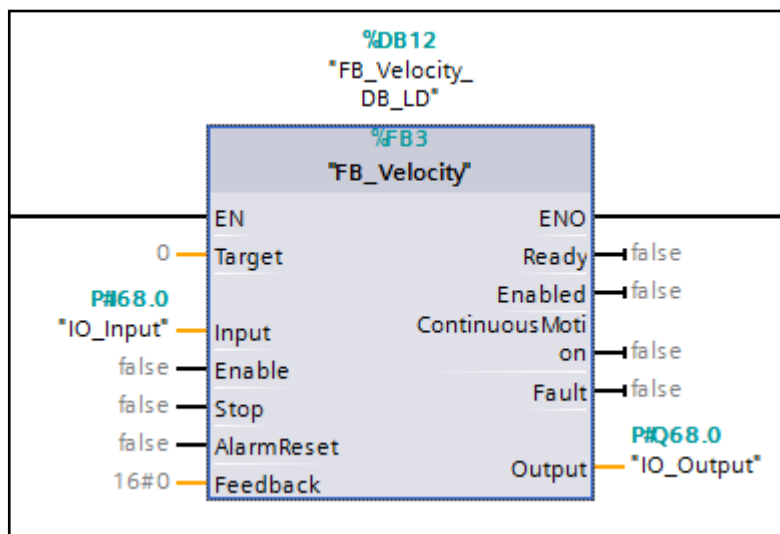 %DB12
"FB_Velocity_
DB_LD"
%FB3
"FB_Velocity"
EN
ENO
0
Target
Ready
false
Enabled
false
P#I68.0
"IO_Input"
Input
ContinuousMoti
on
false
false
Enable
Fault
false
false
Stop
false
AlarmReset
P#Q68.0
"IO_Output"
Output
16#0
Feedback